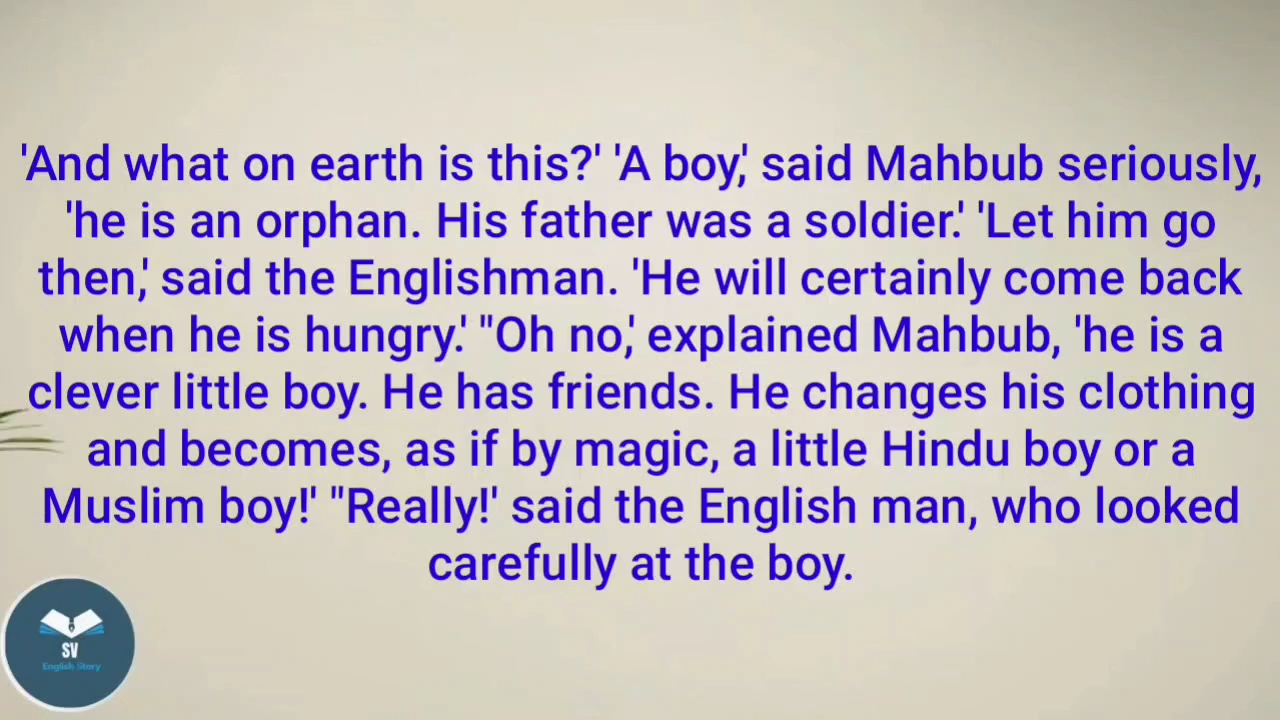 'And what on earth is this?' 'A boy,' said Mahbub seriously,
'he is an orphan. His father was a soldier.' 'Let him go
then,' said the Englishman. 'He will certainly come back
when he is hungry.' "Oh no,' explained Mahbub, 'he is a
clever little boy. He has friends. He changes his clothing
and becomes, as if by magic, a little Hindu boy or a
Muslim boy!' "Really!' said the English man, who looked
carefully at the boy.
SV
English Story